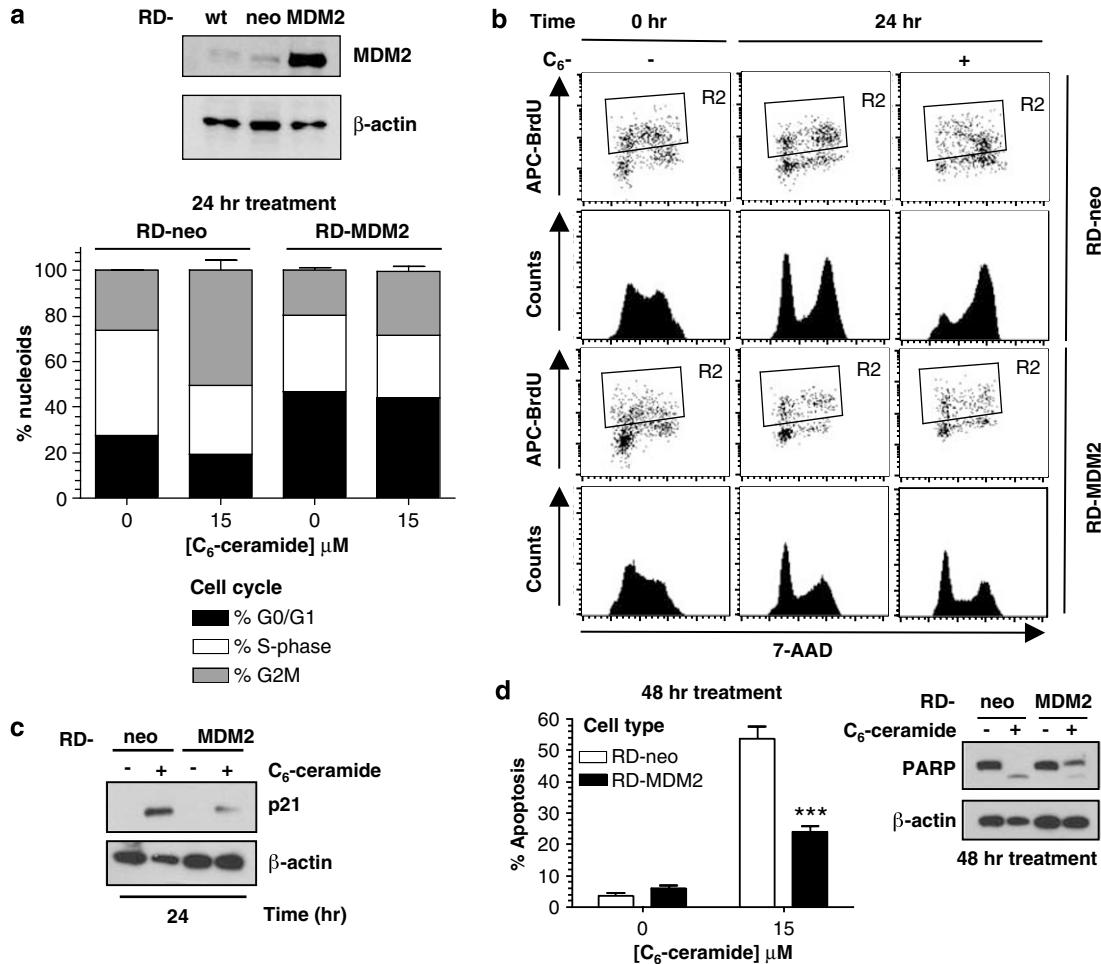 a
RD- wt neo MDM2
MDM2
β-actin
24 hr treatment
RD-neo RD-MDM2
% nucleoids
100
80
60
40
20
0
0 15 0 15
[C6-ceramide] μM
Cell cycle
% G0/G1
% S-phase
% G2M
b
Time 0 hr 24 hr
C6- - +
APC-BrdU R2 R2 R2
Counts
RD-neo
APC-BrdU R2 R2 R2
Counts
RD-MDM2
7-AAD
c
RD- neo MDM2
- + - + C6-ceramide
p21
β-actin
24 Time (hr)
d
48 hr treatment
% Apoptosis
60
50
40
30
20
10
0
Cell type
RD-neo
RD-MDM2
***
0 15
[C6-ceramide] μM
RD- neo MDM2
C6-ceramide - + - +
PARP
β-actin
48 hr treatment